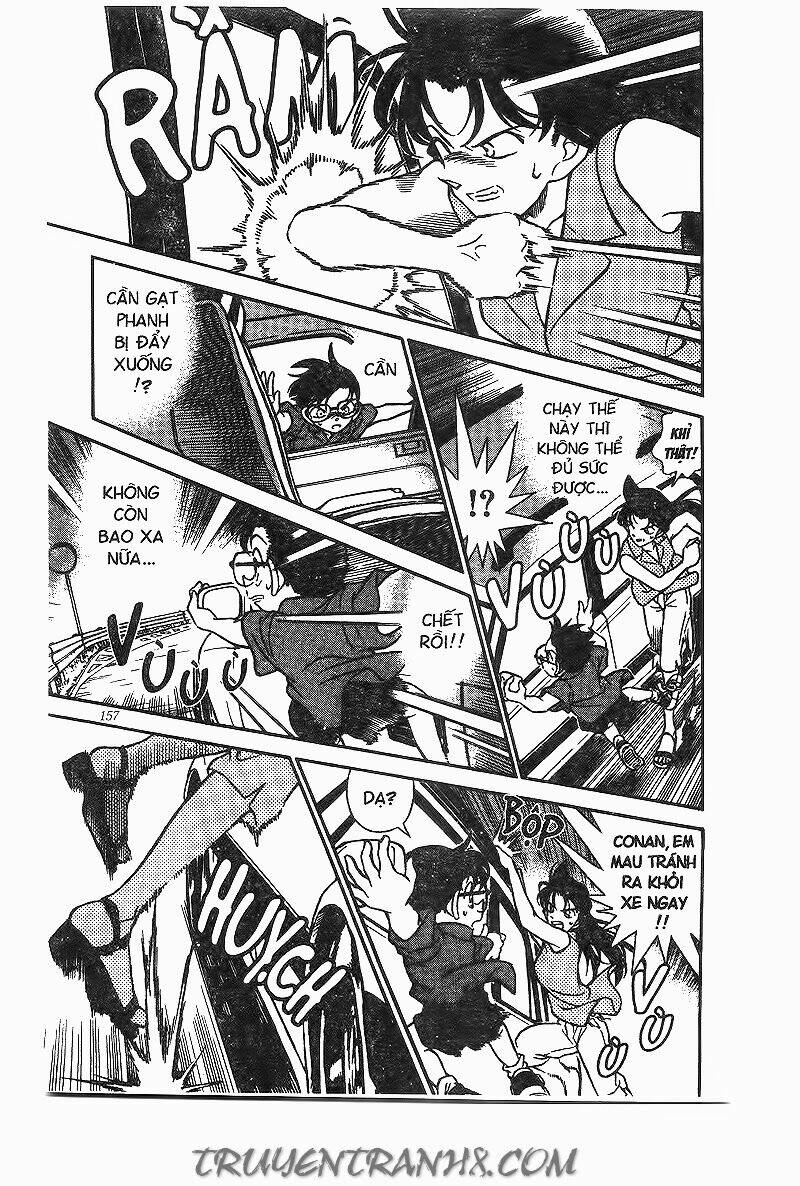 RẦM
CẦN GẠT
PHANH
BỊ ĐẨY
XUỐNG
!?
CẦN
KHỈ
THẬT!
CHẠY THẾ
NÀY THÌ
KHÔNG THỂ
ĐỦ SỨC
ĐƯỢC...
!?
VÙÙÙÙ
KHÔNG
CÒN
BAO XA
NỮA...
CHẾT
RỒI!!
VÙÙÙ
157
CONAN, EM
MAU TRÁNH
RA KHỎI
XE NGAY
!!
BỘP
DẠ?
VÙÙ
HUỴCH
TRUYENTRANH8.COM